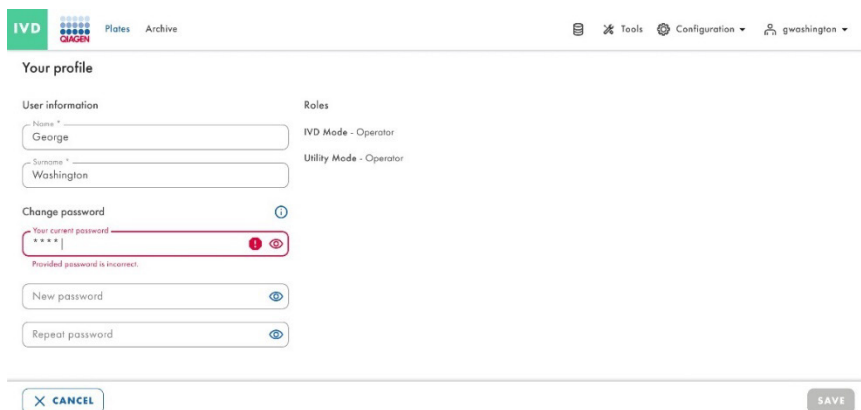 IVD QIAGEN Plates Archive Tools Configuration gwashington
Your profile
User information
Roles
Name *
George
IVD Mode - Operator
Surname *
Washington
Utility Mode - Operator
Change password
Your current password
****
Provided password is incorrect.
New password
Repeat password
CANCEL SAVE